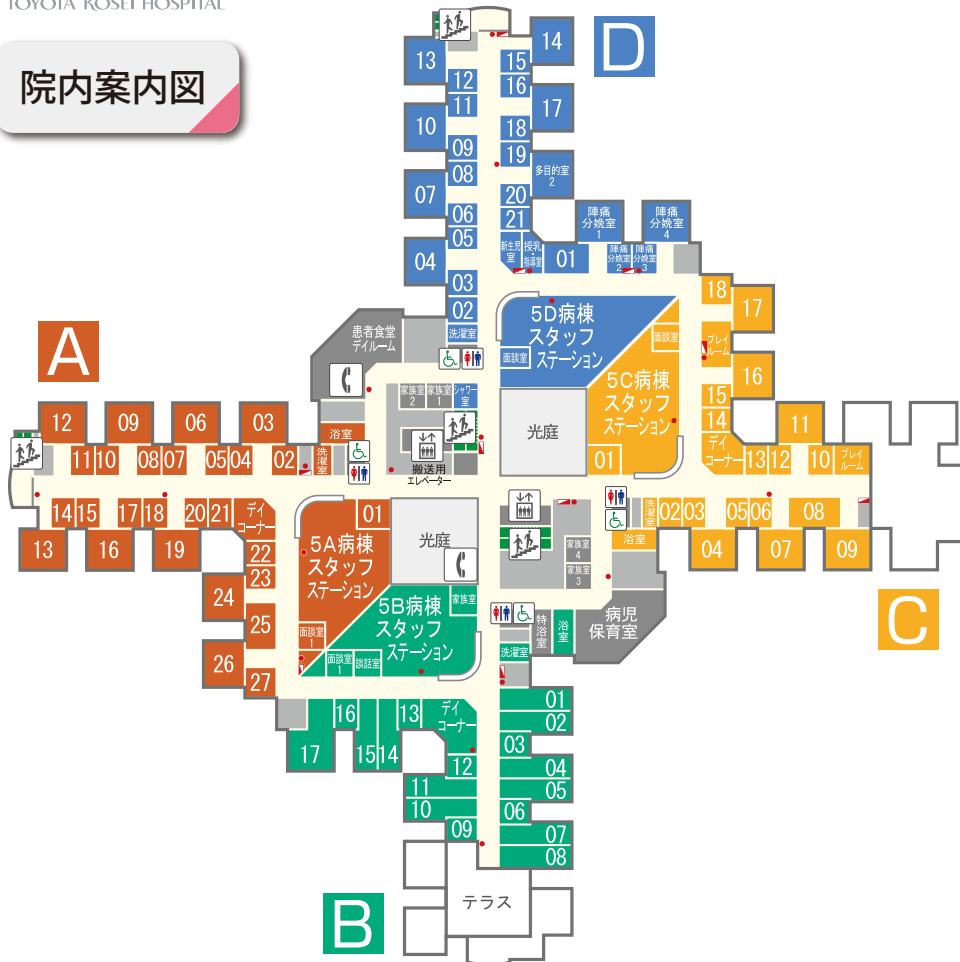 TOYOTA KOSEI HOSPITAL
院内案内図
D
14
13
15
16
12
11
17
10
18
19
09
08
多目的室
2
07
20
21
06
05
陣痛
分娩室
1
陣痛
分娩室
4
新生児
室
授乳
指導室
01
陣痛
分娩室
2
陣痛
分娩室
3
04
03
02
洗濯室
5D病棟
スタッフ
ステーション
面談室
シャワー
室
患者食堂
デイルーム
家族室
2
家族室
1
搬送用
エレベーター
光庭
18
17
プレイ
ルーム
16
15
14
面談室
5C病棟
スタッフ
ステーション
01
デイ
コーナー
13
12
11
10
プレイ
ルーム
洗濯室
02
03
05
06
08
浴室
04
07
09
C
A
12
09
06
03
浴室
11
10
08
07
05
04
02
洗濯室
14
15
17
18
20
21
デイ
コーナー
13
16
19
22
23
24
25
26
27
01
5A病棟
スタッフ
ステーション
面談室
1
光庭
家族室
4
家族室
3
病児
保育室
特浴室
浴室
洗濯室
家族室
5B病棟
スタッフ
ステーション
面談室
1
談話室
17
16
15
14
13
デイ
コーナー
12
11
10
09
01
02
03
04
05
06
07
08
テラス
B